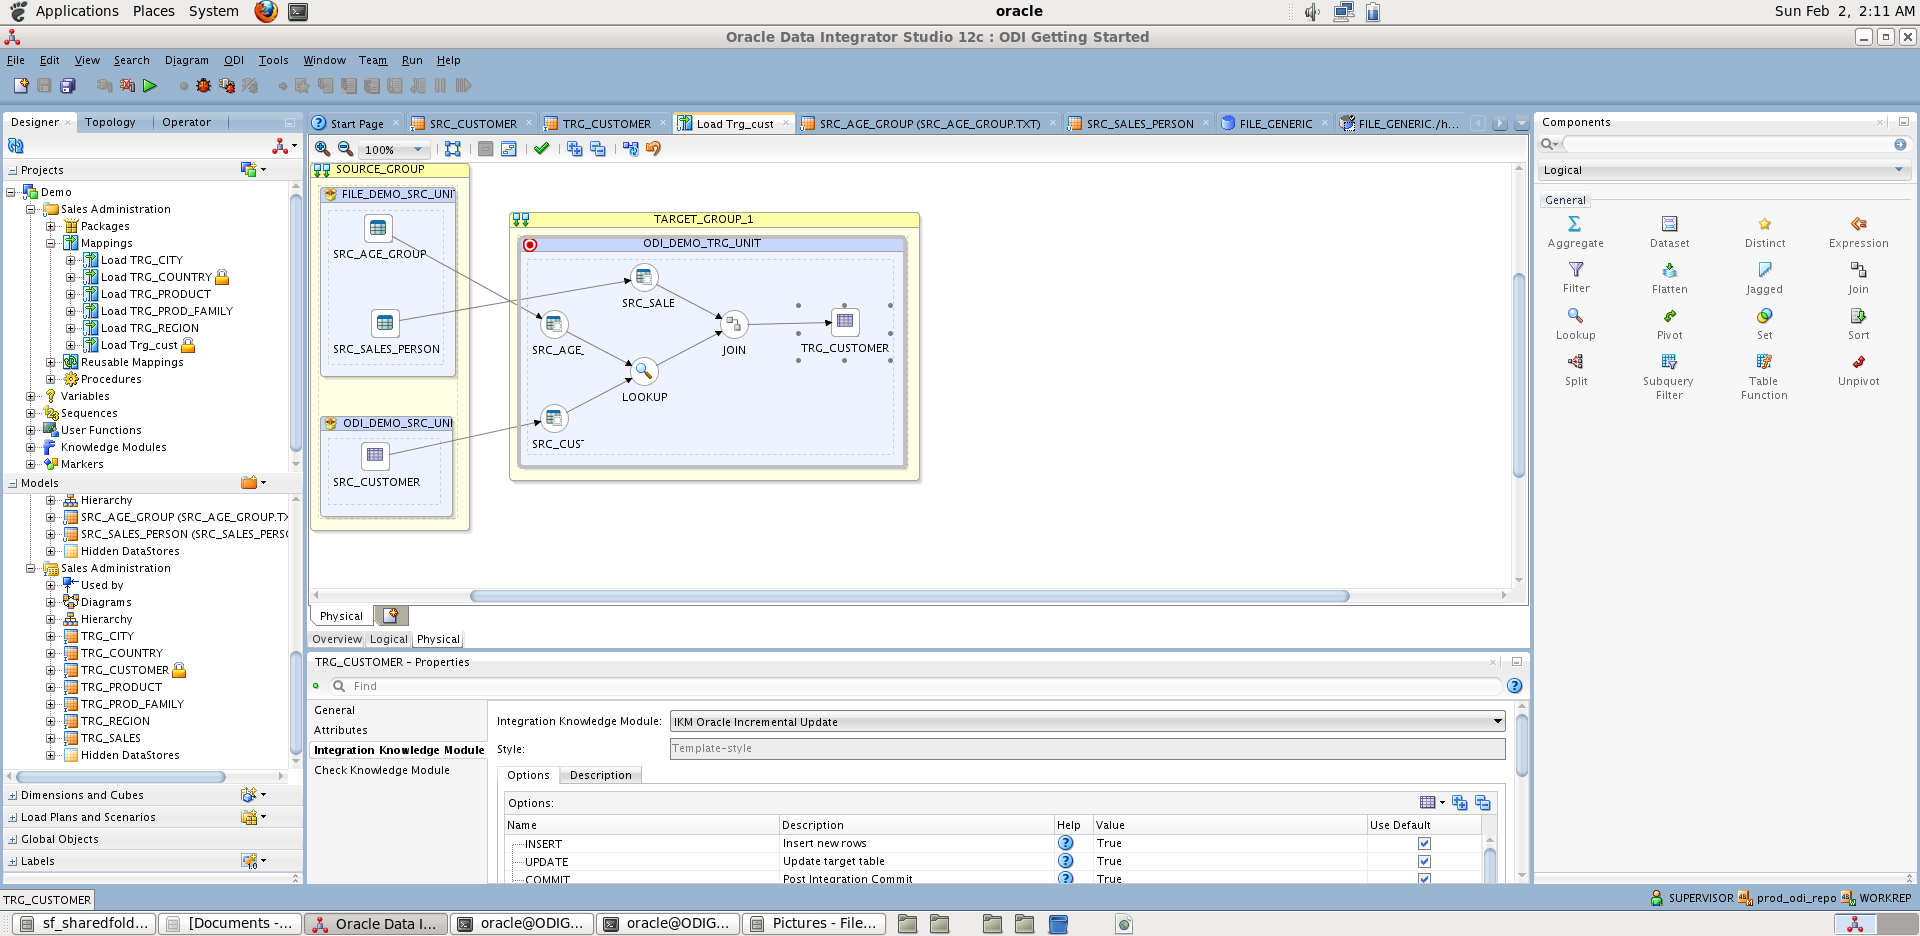 Applications Places System
oracle
Sun Feb 2, 2:11 AM
Oracle Data Integrator Studio 12c : ODI Getting Started
File Edit View Search Diagram ODI Tools Window Team Run Help
Designer Topology Operator
Projects
Demo
Sales Administration
Packages
Mappings
Load TRG_CITY
Load TRG_COUNTRY
Load TRG_PRODUCT
Load TRG_PROD_FAMILY
Load TRG_REGION
Load Trg_cust
Reusable Mappings
Procedures
Variables
Sequences
User Functions
Knowledge Modules
Markers
Models
Hierarchy
SRC_AGE_GROUP (SRC_AGE_GROUP.TX
SRC_SALES_PERSON (SRC_SALES_PERSO
Hidden DataStores
Sales Administration
Used by
Diagrams
Hierarchy
TRG_CITY
TRG_COUNTRY
TRG_CUSTOMER
TRG_PRODUCT
TRG_PROD_FAMILY
TRG_REGION
TRG_SALES
Hidden DataStores
Dimensions and Cubes
Load Plans and Scenarios
Global Objects
Labels
Start Page SRC_CUSTOMER TRG_CUSTOMER Load Trg_cust SRC_AGE_GROUP (SRC_AGE_GROUP.TXT) SRC_SALES_PERSON FILE_GENERIC FILE_GENERIC./h...
100%
SOURCE_GROUP
FILE_DEMO_SRC_UNIT
SRC_AGE_GROUP
SRC_SALES_PERSON
ODI_DEMO_SRC_UNI
SRC_CUSTOMER
TARGET_GROUP_1
ODI_DEMO_TRG_UNIT
SRC_SALE
SRC_AGE_
JOIN
TRG_CUSTOMER
LOOKUP
SRC_CUST
Physical
Overview Logical Physical
TRG_CUSTOMER - Properties
Find
General
Attributes
Integration Knowledge Module
Check Knowledge Module
Integration Knowledge Module: IKM Oracle Incremental Update
Style: Template-style
Options Description
Options:
Name Description Help Value Use Default
INSERT Insert new rows True
UPDATE Update target table True
COMMIT Post Integration Commit True
Components
Logical
General
Aggregate Dataset Distinct Expression
Filter Flatten Jagged Join
Lookup Pivot Set Sort
Split Subquery Filter Table Function Unpivot
TRG_CUSTOMER
SUPERVISOR prod_odi_repo WORKREP
sf_sharedfold... [Documents -... Oracle Data I... oracle@ODIG... oracle@ODIG... Pictures - File...